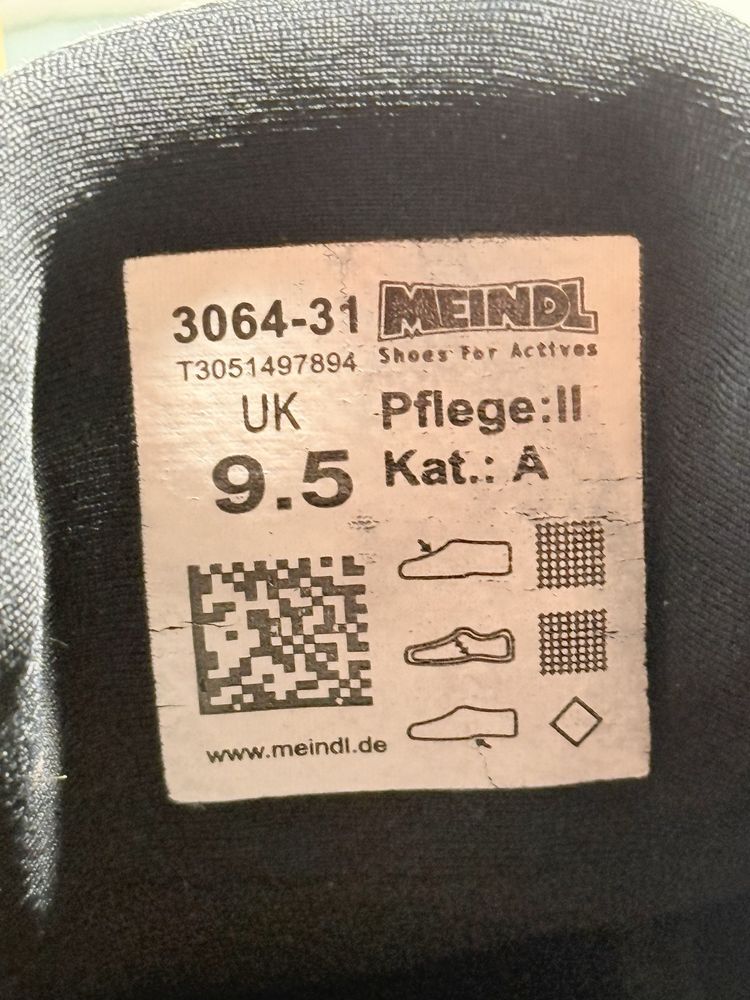 3064-31
T3051497894
UK
9.5
MEINDL
Shoes For Actives
Pflege:II
Kat.: A
www.meindl.de